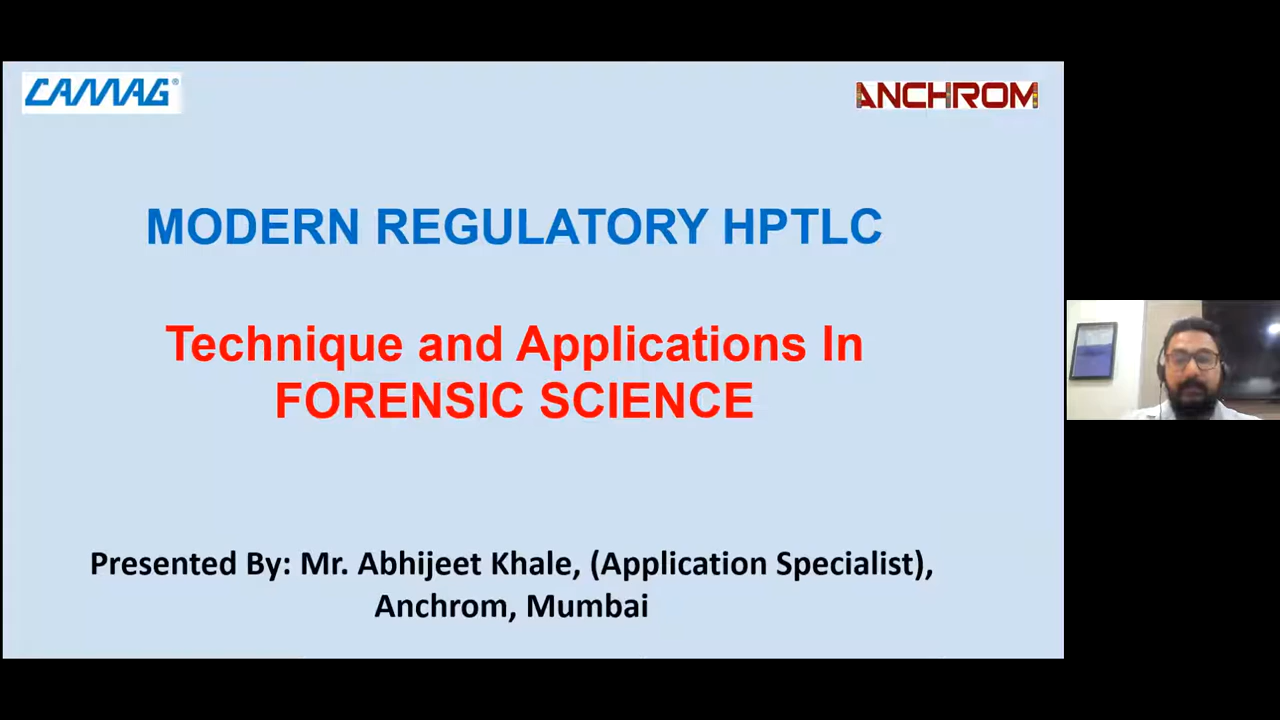 CAMAG®
ANCHROM
MODERN REGULATORY HPTLC
Technique and Applications In
FORENSIC SCIENCE
Presented By: Mr. Abhijeet Khale, (Application Specialist),
Anchrom, Mumbai